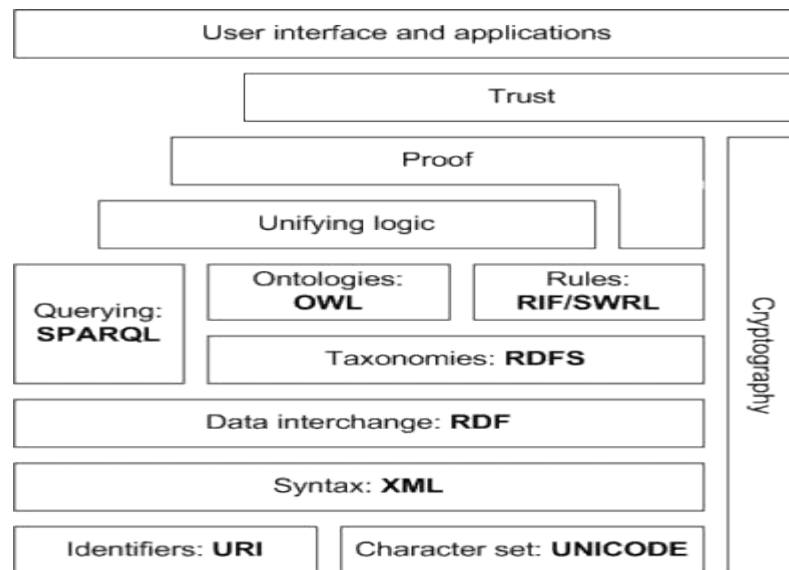 User interface and applications
Trust
Proof
Unifying logic
Querying:
SPARQL
Ontologies:
OWL
Rules:
RIF/SWRL
Taxonomies: RDFS
Data interchange: RDF
Syntax: XML
Identifiers: URI
Character set: UNICODE
Cryptography